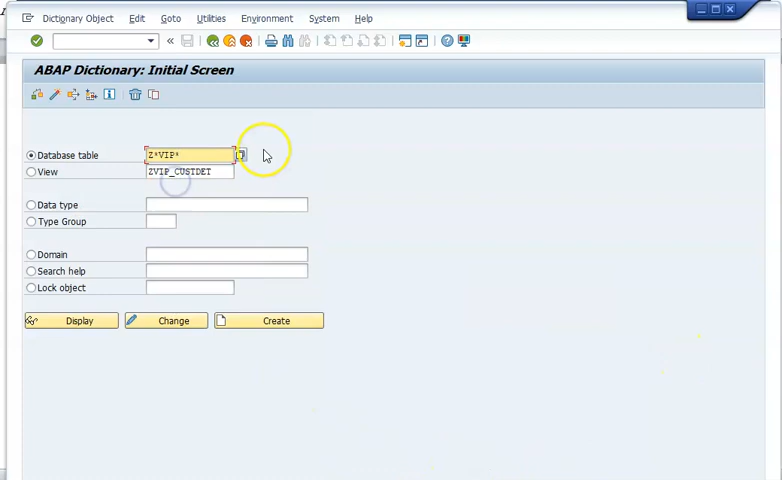 Dictionary Object Edit Goto Utilities Environment System Help
ABAP Dictionary: Initial Screen
Database table Z*VIP*
View ZVIP_CUSTDET
Data type
Type Group
Domain
Search help
Lock object
Display Change Create